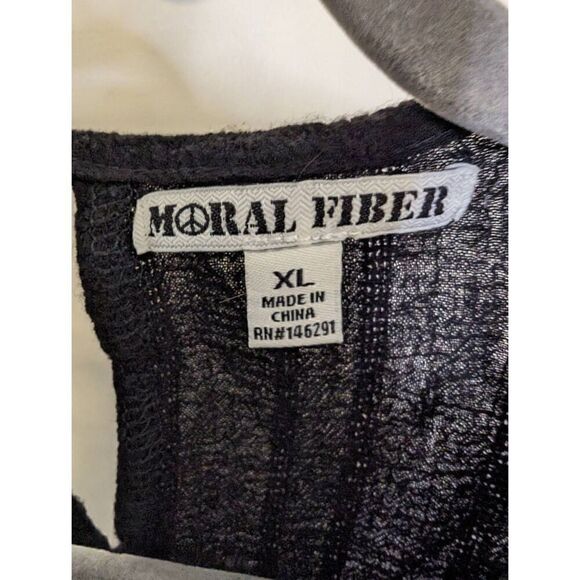 MORAL FIBER
XL
MADE IN
CHINA
RN#146291